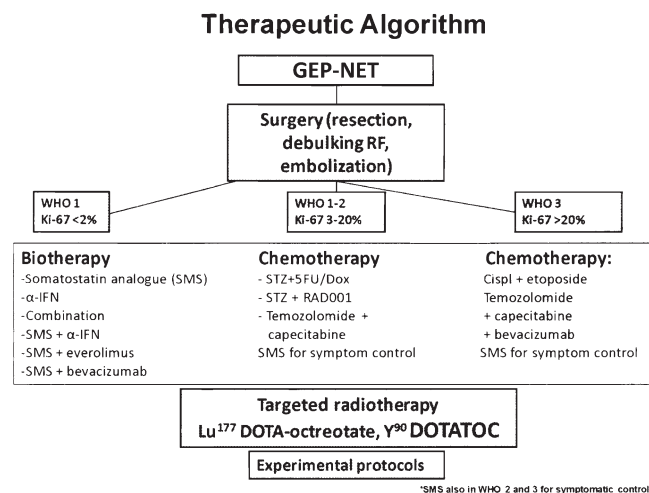 Therapeutic Algorithm
GEP-NET
Surgery (resection,
debulking RF,
embolization)
WHO 1
Ki-67 <2%
WHO 1-2
Ki-67 3-20%
WHO 3
Ki-67 >20%
Biotherapy
-Somatostatin analogue (SMS)
-α-IFN
-Combination
-SMS + α-IFN
-SMS + everolimus
-SMS + bevacizumab
Chemotherapy
- STZ+5FU/Dox
- STZ + RAD001
- Temozolomide +
capecitabine
SMS for symptom control
Chemotherapy:
Cispl + etoposide
Temozolomide
+ capecitabine
+ bevacizumab
SMS for symptom control
Targeted radiotherapy
Lu¹⁷⁷ DOTA-octreotate, Y⁹⁰ DOTATOC
Experimental protocols
*SMS also in WHO 2 and 3 for symptomatic control